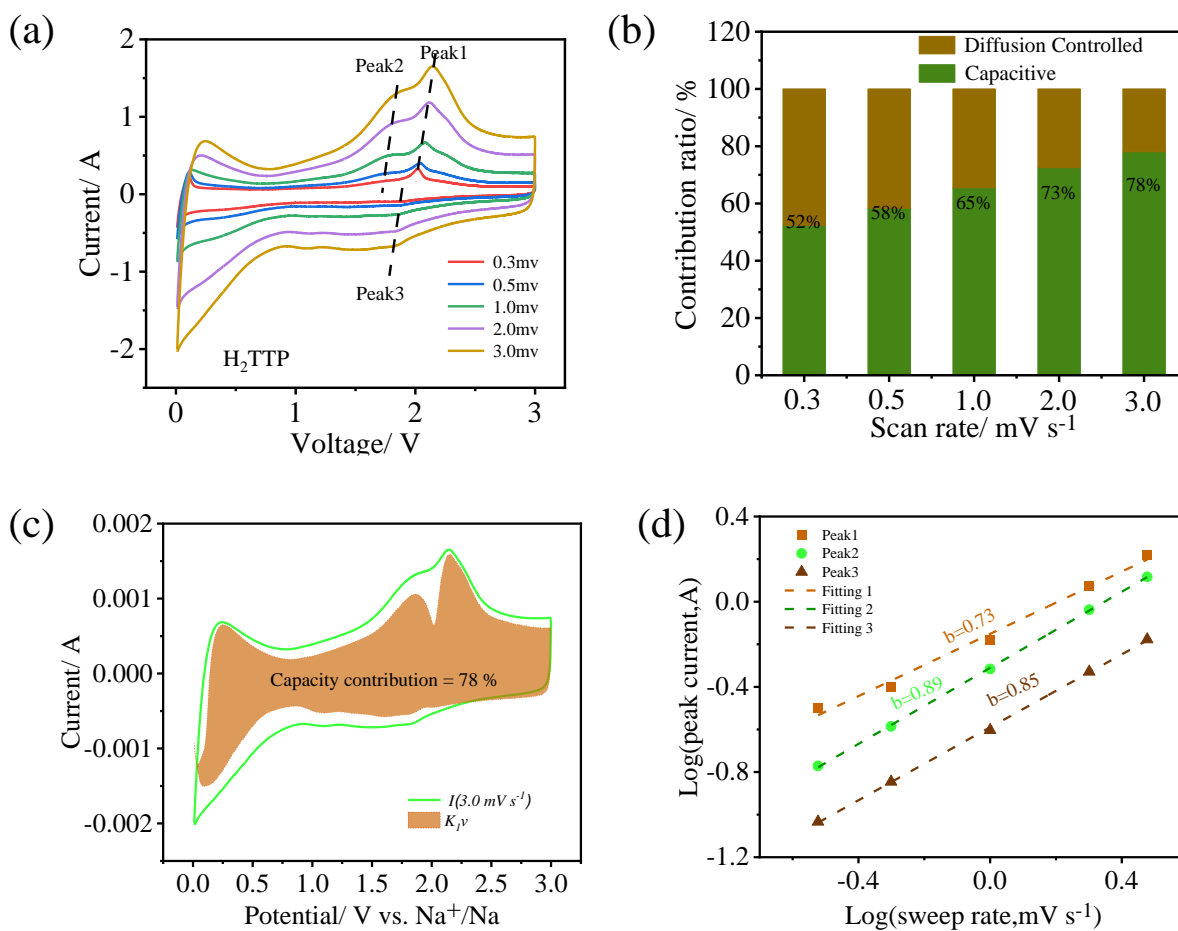 (a)
2
1
0
-1
-2
Current/ A
Peak1
Peak2
Peak3
0.3mv
0.5mv
1.0mv
2.0mv
3.0mv
H₂TTP
0 1 2 3
Voltage/ V
(b)
120
100
80
60
40
20
0
Contribution ratio/ %
Diffusion Controlled
Capacitive
52% 58% 65% 73% 78%
0.3 0.5 1.0 2.0 3.0
Scan rate/ mV s⁻¹
(c)
0.002
0.001
0.000
-0.001
-0.002
Current/ A
Capacity contribution = 78 %
I(3.0 mV s⁻¹)
K₁v
0.0 0.5 1.0 1.5 2.0 2.5 3.0
Potential/ V vs. Na⁺/Na
(d)
0.4
0.0
-0.4
-0.8
-1.2
Log(peak current,A)
Peak1
Peak2
Peak3
Fitting 1
Fitting 2
Fitting 3
b=0.73
b=0.89
b=0.85
-0.4 0.0 0.4
Log(sweep rate,mV s⁻¹)